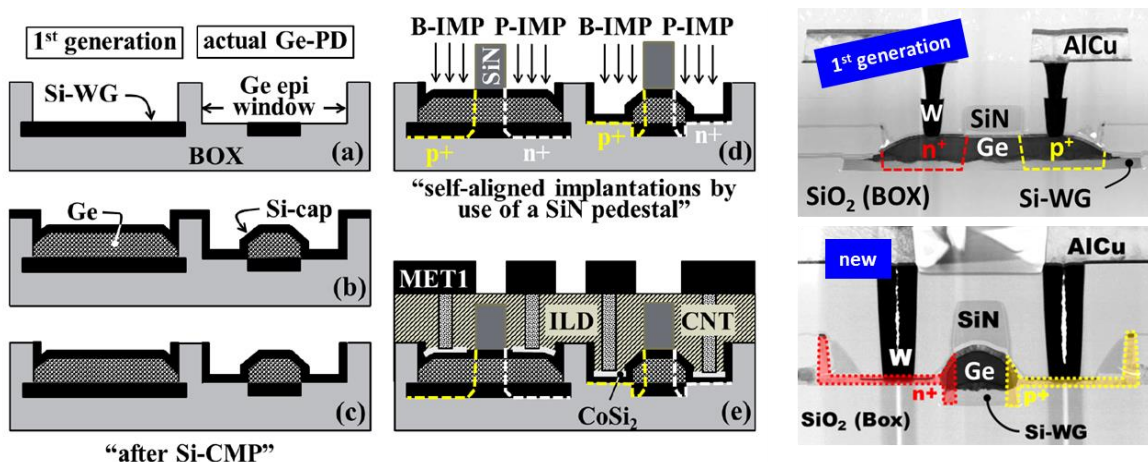 1st generation
actual Ge-PD
Si-WG
Ge epi
window
BOX
(a)
Ge
Si-cap
(b)
(c)
“after Si-CMP”
B-IMP P-IMP B-IMP P-IMP
SiN
p+
n+
p+
n+
(d)
“self-aligned implantations by
use of a SiN pedestal”
MET1
ILD
CNT
CoSi2
(e)
1st generation
AlCu
W
SiN
n+
Ge
p+
SiO2 (BOX)
Si-WG
new
AlCu
SiN
W
Ge
n+
p+
SiO2 (Box)
Si-WG